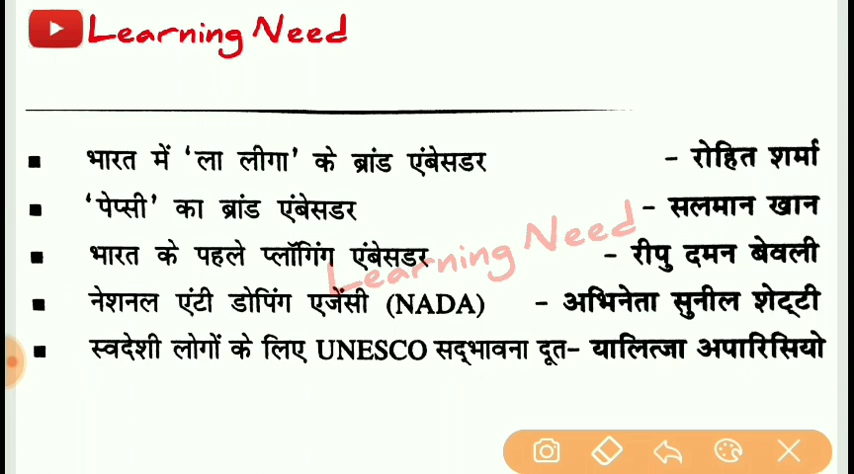 Learning Need
▪ भारत में ‘ला लीगा’ के ब्रांड एंबेसडर – रोहित शर्मा
▪ ‘पेप्सी’ का ब्रांड एंबेसडर – सलमान खान
▪ भारत के पहले प्लॉगिंग एंबेसडर – रीपु दमन बेवली
▪ नेशनल एंटी डोपिंग एजेंसी (NADA) – अभिनेता सुनील शेट्टी
▪ स्वदेशी लोगों के लिए UNESCO सद्भावना दूत– यालित्जा अपारिसियो
Learning Need